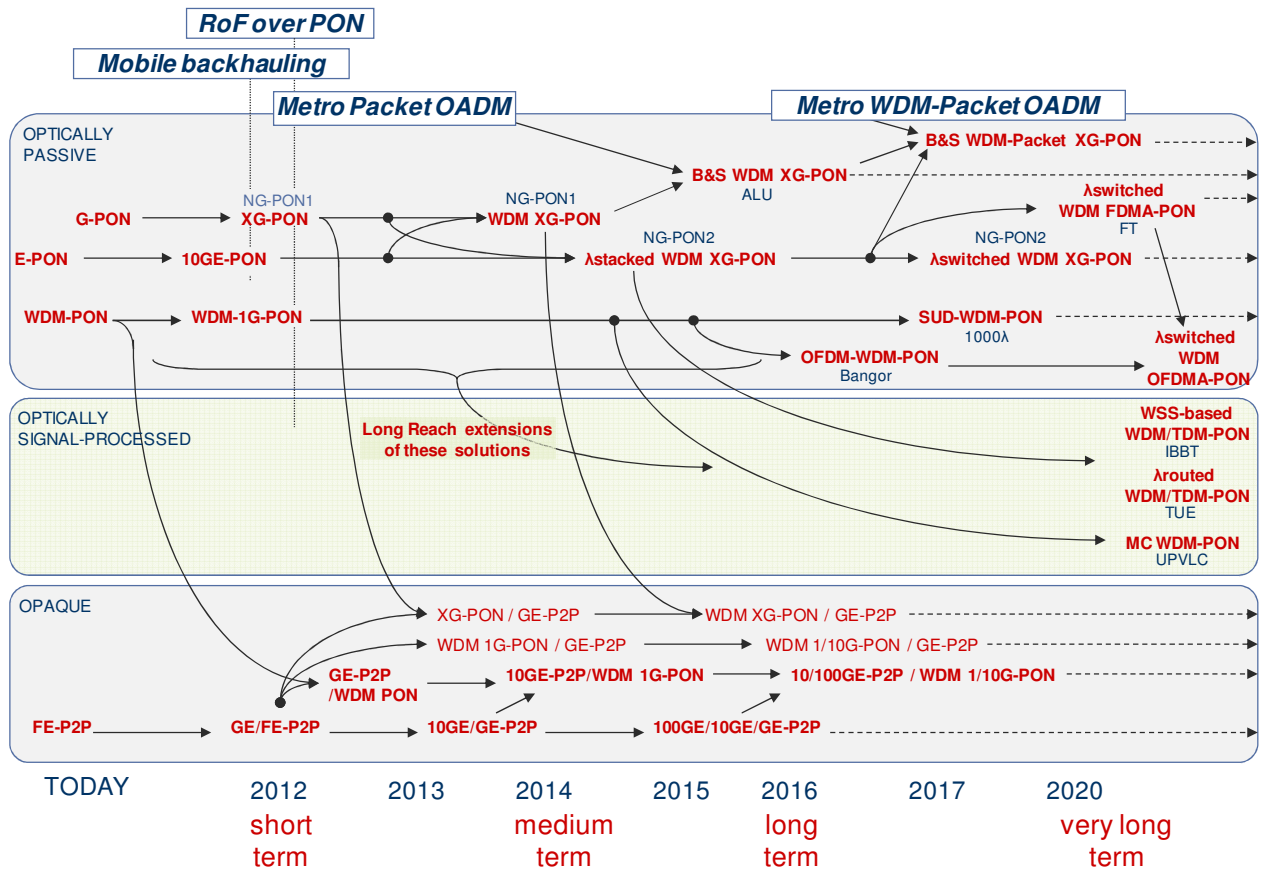 RoF over PON
Mobile backhauling
Metro Packet OADM
Metro WDM-Packet OADM
OPTICALLY
PASSIVE
B&S WDM-Packet XG-PON
B&S WDM XG-PON
ALU
λswitched
WDM FDMA-PON
FT
NG-PON1
XG-PON
G-PON
NG-PON1
WDM XG-PON
E-PON
10GE-PON
NG-PON2
λstacked WDM XG-PON
NG-PON2
λswitched WDM XG-PON
WDM-PON
WDM-1G-PON
SUD-WDM-PON
1000λ
OFDM-WDM-PON
Bangor
λswitched
WDM
OFDMA-PON
OPTICALLY
SIGNAL-PROCESSED
Long Reach extensions
of these solutions
WSS-based
WDM/TDM-PON
IBBT
λrouted
WDM/TDM-PON
TUE
MC WDM-PON
UPVLC
OPAQUE
XG-PON / GE-P2P
WDM XG-PON / GE-P2P
WDM 1G-PON / GE-P2P
WDM 1/10G-PON / GE-P2P
GE-P2P
/WDM PON
10GE-P2P/WDM 1G-PON
10/100GE-P2P / WDM 1/10G-PON
FE-P2P
GE/FE-P2P
10GE/GE-P2P
100GE/10GE/GE-P2P
TODAY
2012
2013
2014
2015
2016
2017
2020
short
term
medium
term
long
term
very long
term